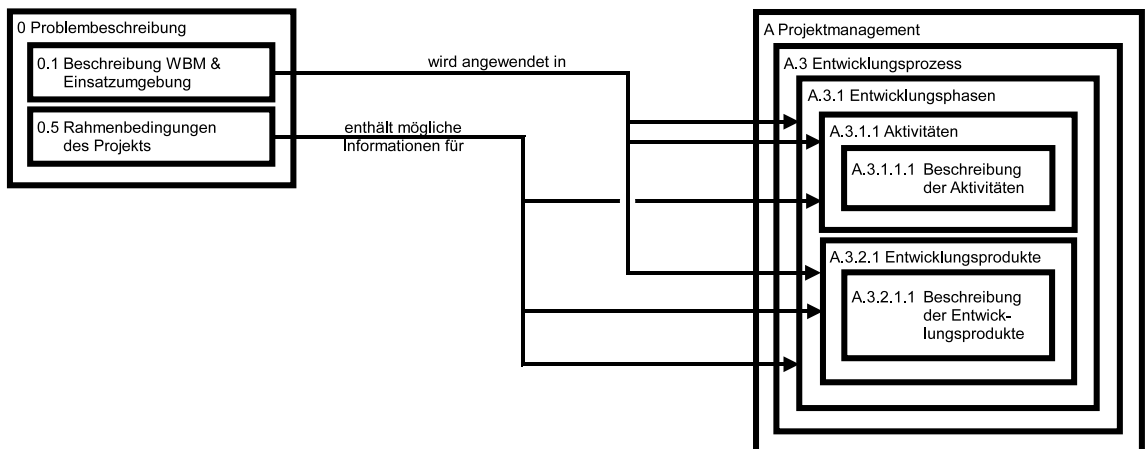 0 Problembeschreibung
0.1 Beschreibung WBM &
Einsatzumgebung
0.5 Rahmenbedingungen
des Projekts
wird angewendet in
enthält mögliche
Informationen für
A Projektmanagement
A.3 Entwicklungsprozess
A.3.1 Entwicklungsphasen
A.3.1.1 Aktivitäten
A.3.1.1.1 Beschreibung
der Aktivitäten
A.3.2.1 Entwicklungsprodukte
A.3.2.1.1 Beschreibung
der Entwick-
lungsprodukte